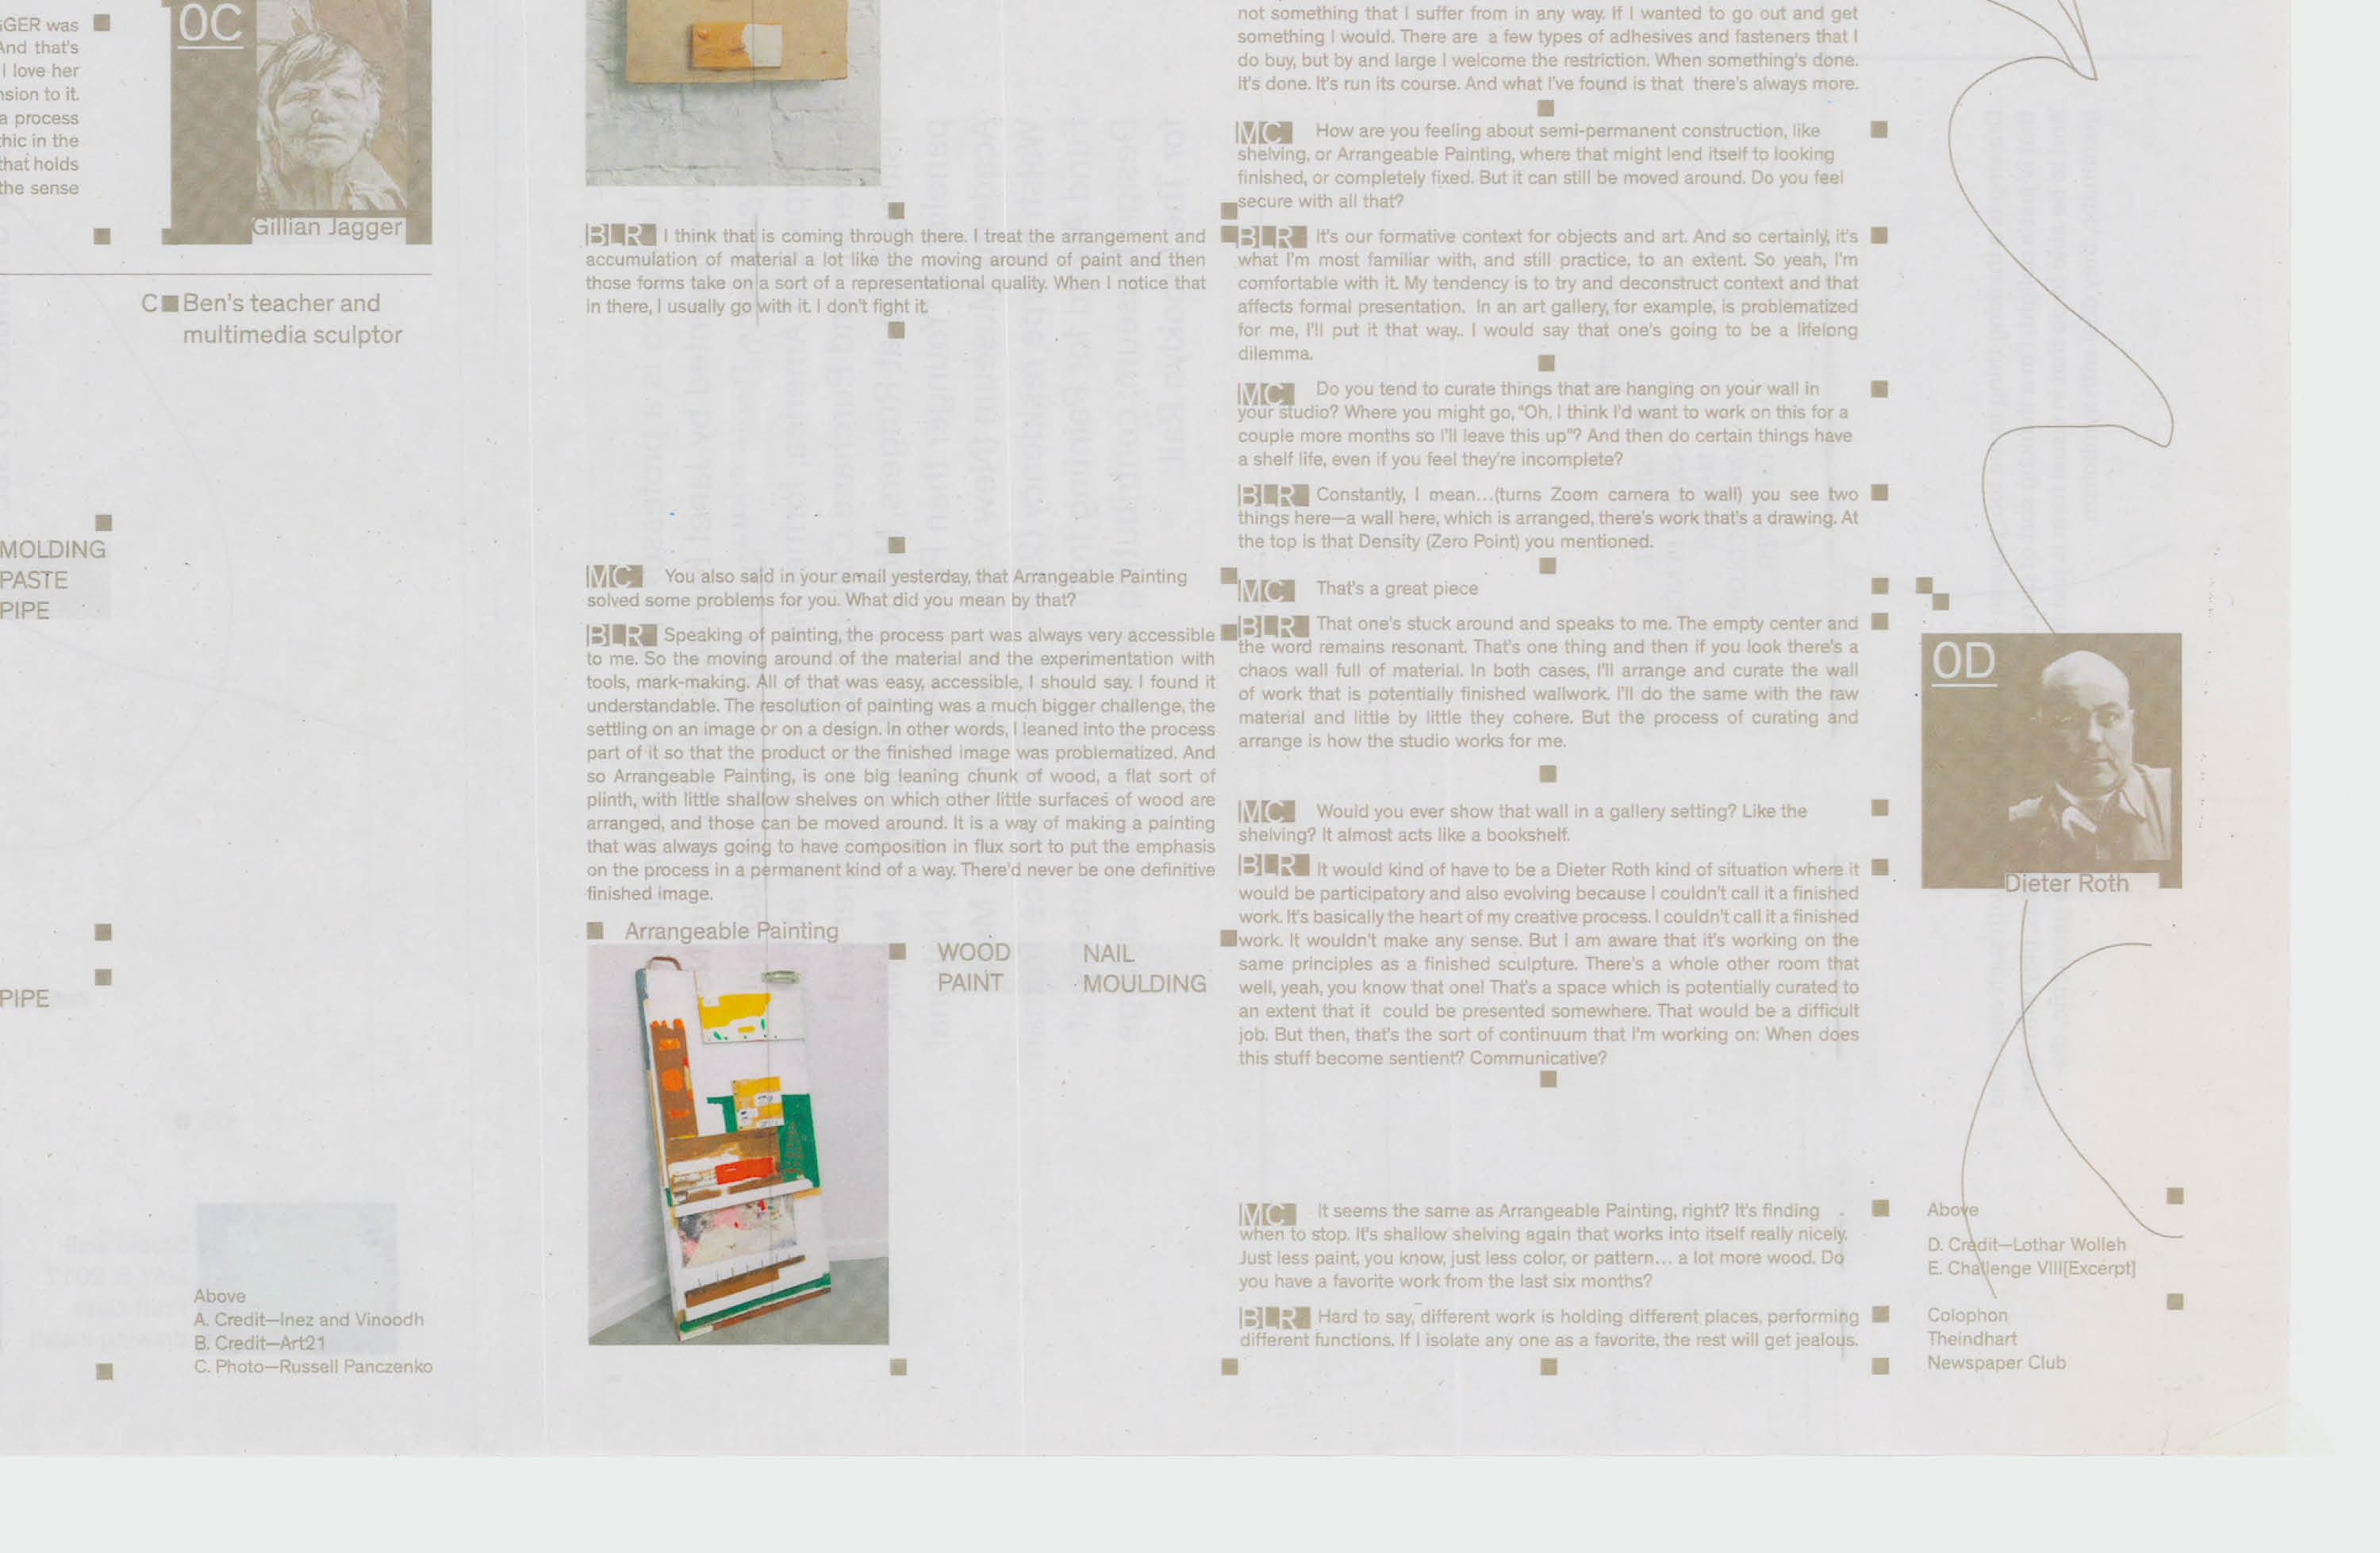 GER was
And that's
I love her
nsion to it.
a process
hic in the
that holds
the sense
OC
Gillian Jagger
C Ben's teacher and
multimedia sculptor
MOLDING
PASTE
PIPE
PIPE
Above
A. Credit—Inez and Vinoodh
B. Credit—Art21
C. Photo—Russell Panczenko
BLR I think that is coming through there. I treat the arrangement and
accumulation of material a lot like the moving around of paint and then
those forms take on a sort of a representational quality. When I notice that
in there, I usually go with it. I don't fight it.
MC You also said in your email yesterday, that Arrangeable Painting
solved some problems for you. What did you mean by that?
BLR Speaking of painting, the process part was always very accessible
to me. So the moving around of the material and the experimentation with
tools, mark-making. All of that was easy, accessible, I should say. I found it
understandable. The resolution of painting was a much bigger challenge, the
settling on an image or on a design. In other words, I leaned into the process
part of it so that the product or the finished image was problematized. And
so Arrangeable Painting, is one big leaning chunk of wood, a flat sort of
plinth, with little shallow shelves on which other little surfaces of wood are
arranged, and those can be moved around. It is a way of making a painting
that was always going to have composition in flux sort to put the emphasis
on the process in a permanent kind of a way. There'd never be one definitive
finished image.
Arrangeable Painting
WOOD
PAINT
NAIL
MOULDING
not something that I suffer from in any way. If I wanted to go out and get
something I would. There are a few types of adhesives and fasteners that I
do buy, but by and large I welcome the restriction. When something's done.
It's done. It's run its course. And what I've found is that there's always more.
MC How are you feeling about semi-permanent construction, like
shelving, or Arrangeable Painting, where that might lend itself to looking
finished, or completely fixed. But it can still be moved around. Do you feel
secure with all that?
BLR It's our formative context for objects and art. And so certainly, it's
what I'm most familiar with, and still practice, to an extent. So yeah, I'm
comfortable with it. My tendency is to try and deconstruct context and that
affects formal presentation. In an art gallery, for example, is problematized
for me, I'll put it that way.. I would say that one's going to be a lifelong
dilemma.
MC Do you tend to curate things that are hanging on your wall in
your studio? Where you might go, "Oh, I think I'd want to work on this for a
couple more months so I'll leave this up"? And then do certain things have
a shelf life, even if you feel they're incomplete?
BLR Constantly, I mean...(turns Zoom camera to wall) you see two
things here—a wall here, which is arranged, there's work that's a drawing. At
the top is that Density (Zero Point) you mentioned.
MC That's a great piece
BLR That one's stuck around and speaks to me. The empty center and
the word remains resonant. That's one thing and then if you look there's a
chaos wall full of material. In both cases, I'll arrange and curate the wall
of work that is potentially finished wallwork. I'll do the same with the raw
material and little by little they cohere. But the process of curating and
arrange is how the studio works for me.
MC Would you ever show that wall in a gallery setting? Like the
shelving? It almost acts like a bookshelf.
BLR It would kind of have to be a Dieter Roth kind of situation where it
would be participatory and also evolving because I couldn't call it a finished
work. It's basically the heart of my creative process. I couldn't call it a finished
work. It wouldn't make any sense. But I am aware that it's working on the
same principles as a finished sculpture. There's a whole other room that
well, yeah, you know that one! That's a space which is potentially curated to
an extent that it could be presented somewhere. That would be a difficult
job. But then, that's the sort of continuum that I'm working on: When does
this stuff become sentient? Communicative?
MC It seems the same as Arrangeable Painting, right? It's finding
when to stop. It's shallow shelving again that works into itself really nicely.
Just less paint, you know, just less color, or pattern... a lot more wood. Do
you have a favorite work from the last six months?
BLR Hard to say, different work is holding different places, performing
different functions. If I isolate any one as a favorite, the rest will get jealous.
OD
Dieter Roth
Above
D. Credit—Lothar Wolleh
E. Challenge VIII[Excerpt]
Colophon
Theindhart
Newspaper Club